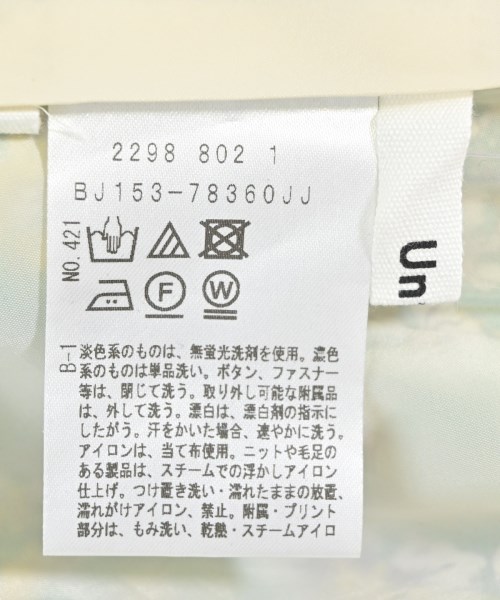 2298 802 1
BJ153-78360JJ
NO.421
F
W
B-1
淡色系のものは、無蛍光洗剤を使用。濃色
系のものは単品洗い。ボタン、ファスナー
等は、閉じて洗う。取り外し可能な附属品
は、外して洗う。漂白は、漂白剤の指示に
したがう。汗をかいた場合、速やかに洗う。
アイロンは、当て布使用。ニットや毛足の
ある製品は、スチームでの浮かしアイロン
仕上げ。つけ置き洗い・濡れたままの放置、
濡れがけアイロン、禁止。附属・プリント
部分は、もみ洗い、乾熱・スチームアイロ
Un